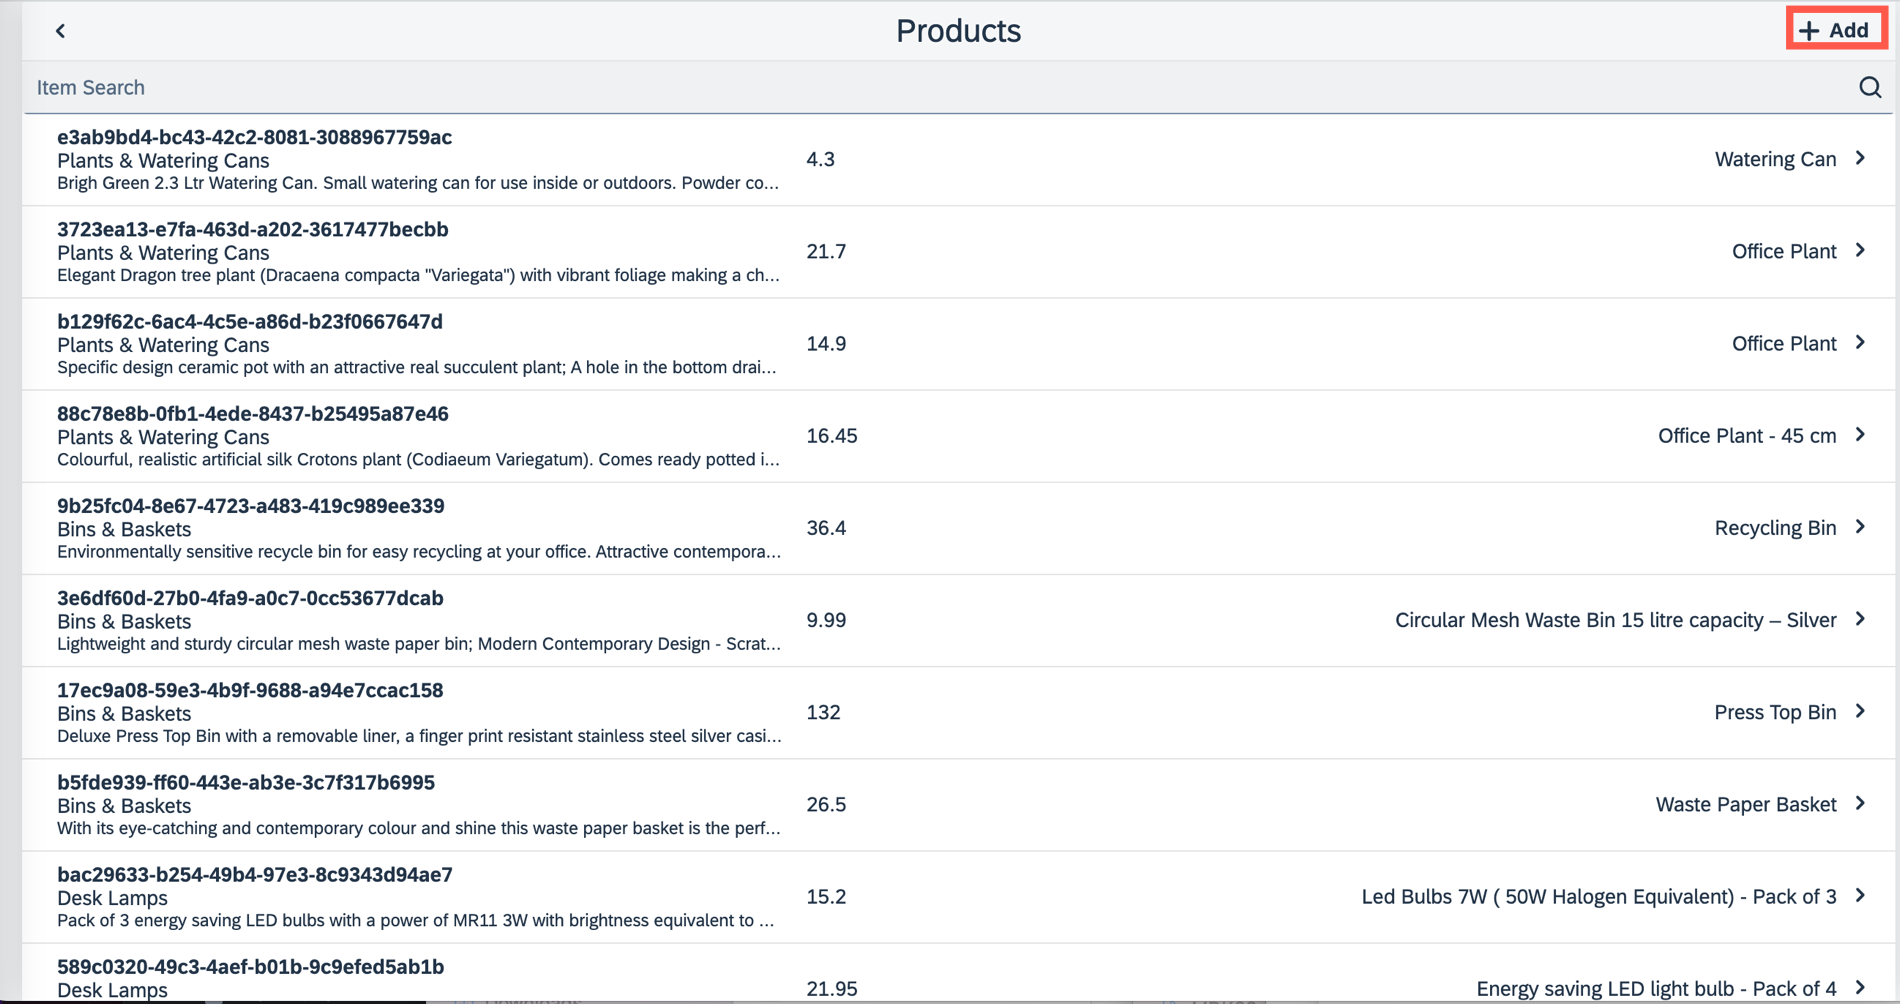 Products
+ Add
Item Search
e3ab9bd4-bc43-42c2-8081-3088967759ac
Plants & Watering Cans
Brigh Green 2.3 Ltr Watering Can. Small watering can for use inside or outdoors. Powder co...
4.3
Watering Can
3723ea13-e7fa-463d-a202-3617477becbb
Plants & Watering Cans
Elegant Dragon tree plant (Dracaena compacta "Variegata") with vibrant foliage making a ch...
21.7
Office Plant
b129f62c-6ac4-4c5e-a86d-b23f0667647d
Plants & Watering Cans
Specific design ceramic pot with an attractive real succulent plant; A hole in the bottom drai...
14.9
Office Plant
88c78e8b-0fb1-4ede-8437-b25495a87e46
Plants & Watering Cans
Colourful, realistic artificial silk Crotons plant (Codiaeum Variegatum). Comes ready potted i...
16.45
Office Plant - 45 cm
9b25fc04-8e67-4723-a483-419c989ee339
Bins & Baskets
Environmentally sensitive recycle bin for easy recycling at your office. Attractive contempora...
36.4
Recycling Bin
3e6df60d-27b0-4fa9-a0c7-0cc53677dcab
Bins & Baskets
Lightweight and sturdy circular mesh waste paper bin; Modern Contemporary Design - Scrat...
9.99
Circular Mesh Waste Bin 15 litre capacity – Silver
17ec9a08-59e3-4b9f-9688-a94e7ccac158
Bins & Baskets
Deluxe Press Top Bin with a removable liner, a finger print resistant stainless steel silver casi...
132
Press Top Bin
b5fde939-ff60-443e-ab3e-3c7f317b6995
Bins & Baskets
With its eye-catching and contemporary colour and shine this waste paper basket is the perf...
26.5
Waste Paper Basket
bac29633-b254-49b4-97e3-8c9343d94ae7
Desk Lamps
Pack of 3 energy saving LED bulbs with a power of MR11 3W with brightness equivalent to ...
15.2
Led Bulbs 7W ( 50W Halogen Equivalent) - Pack of 3
589c0320-49c3-4aef-b01b-9c9efed5ab1b
Desk Lamps
21.95
Energy saving LED light bulb - Pack of 4